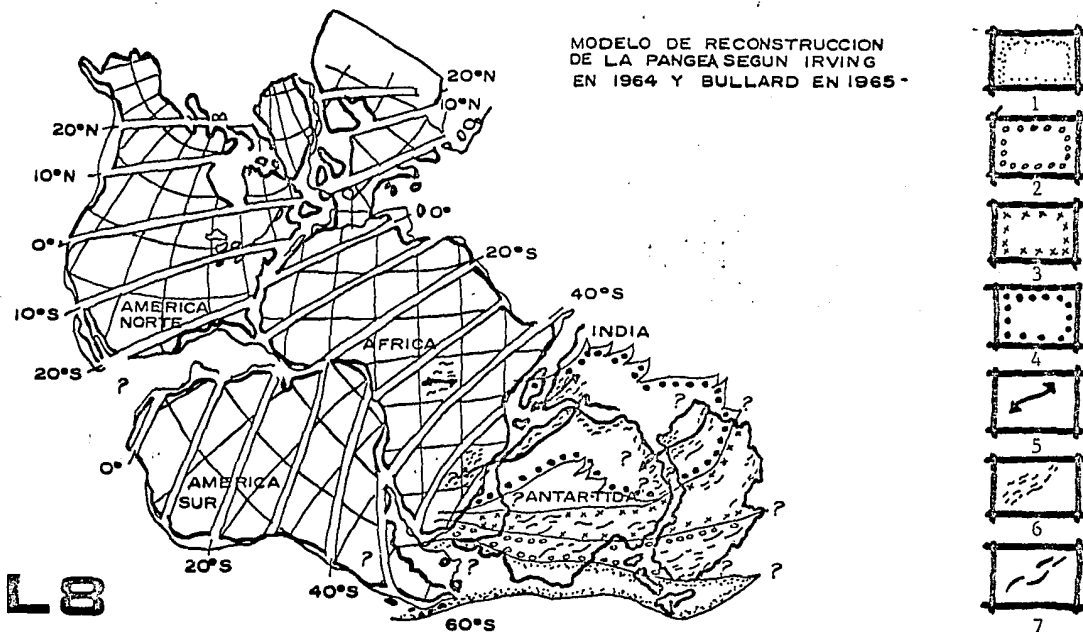 MODELO DE RECONSTRUCCION
DE LA PANGEA SEGUN IRVING
EN 1964 Y BULLARD EN 1965-
20°N
10°N
20°N
10°N
0°
0°
20°S
40°S
INDIA
10°S
AMERICA
NORTE
AFRICA
20°S
?
?
?
?
?
0°
AMERICA
SUR
?ANTARTIDA
?
?
20°S
?
?
?
40°S
60°S
L8
1
2
3
4
5
6
7